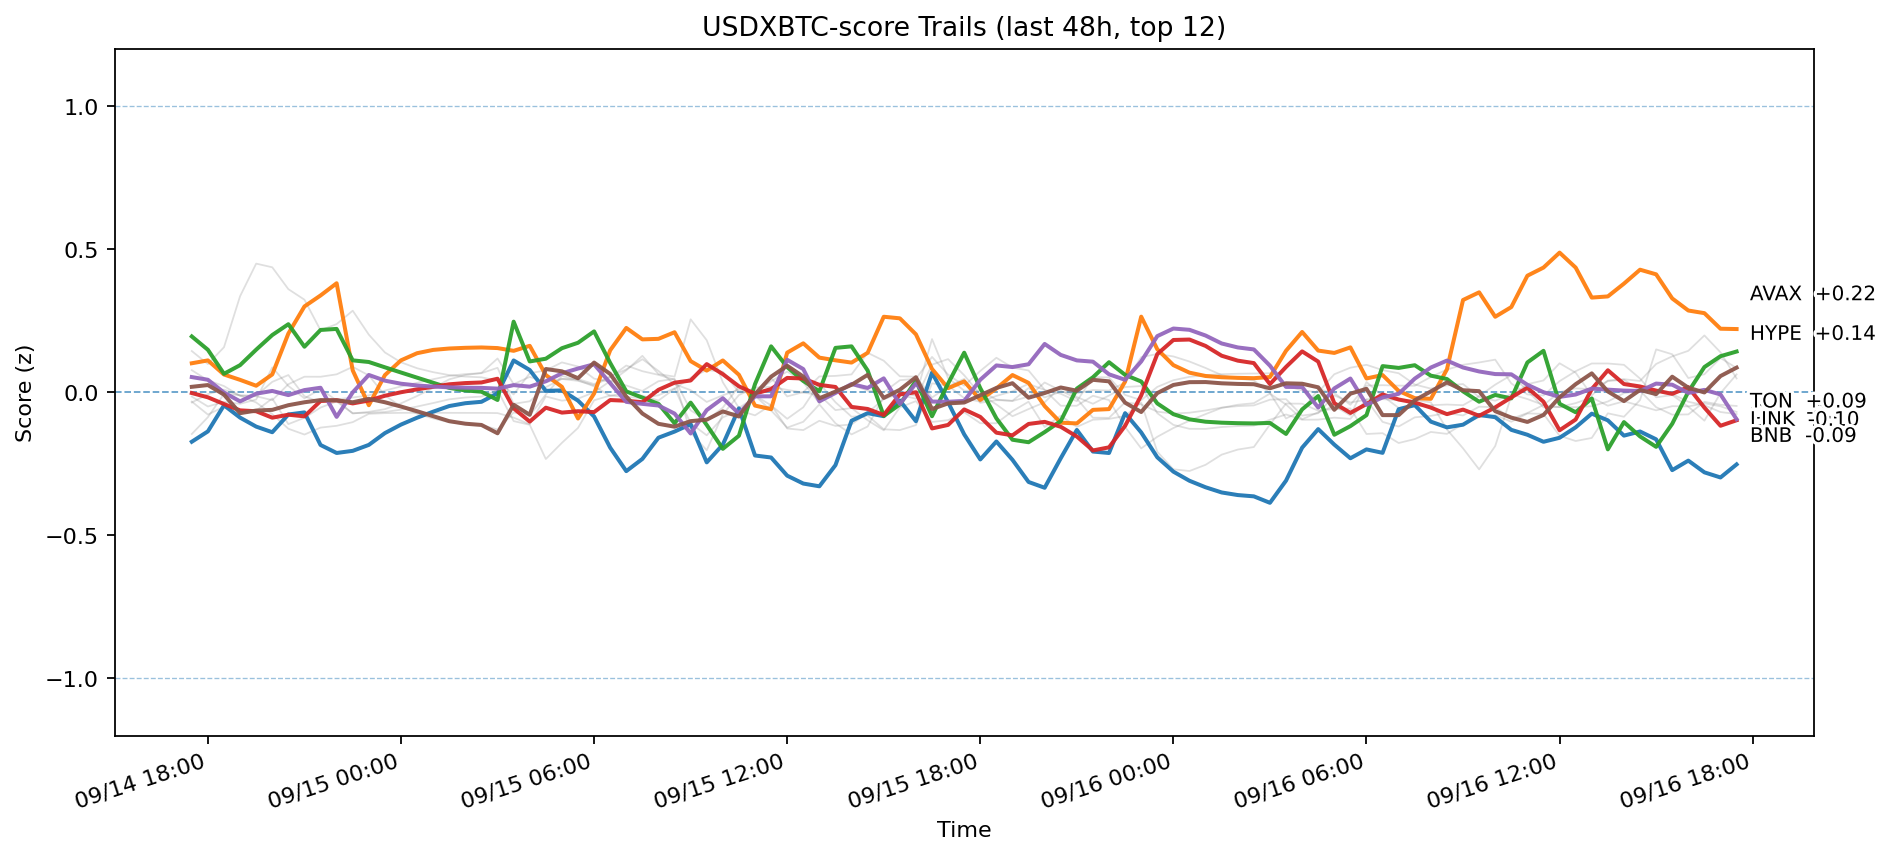 USDXBTC-score Trails (last 48h, top 12)
Score (z)
1.0
0.5
0.0
−0.5
−1.0
AVAX +0.22
HYPE +0.14
TON +0.09
LINK -0.10
BNB -0.09
09/14 18:00
09/15 00:00
09/15 06:00
09/15 12:00
09/15 18:00
09/16 00:00
09/16 06:00
09/16 12:00
09/16 18:00
Time